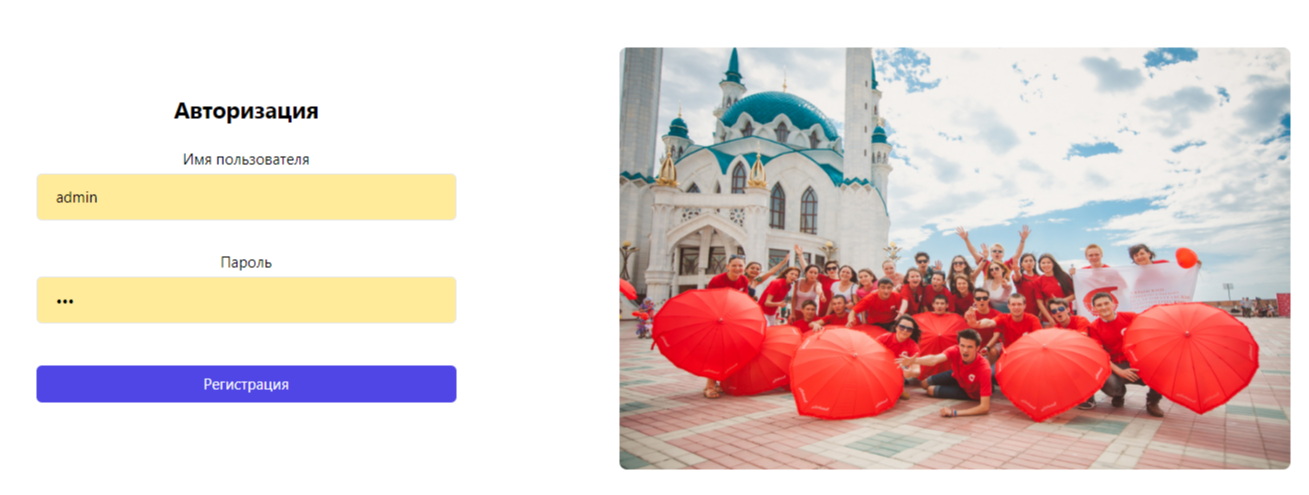 Авторизация
Имя пользователя
admin
Пароль
•••
Регистрация